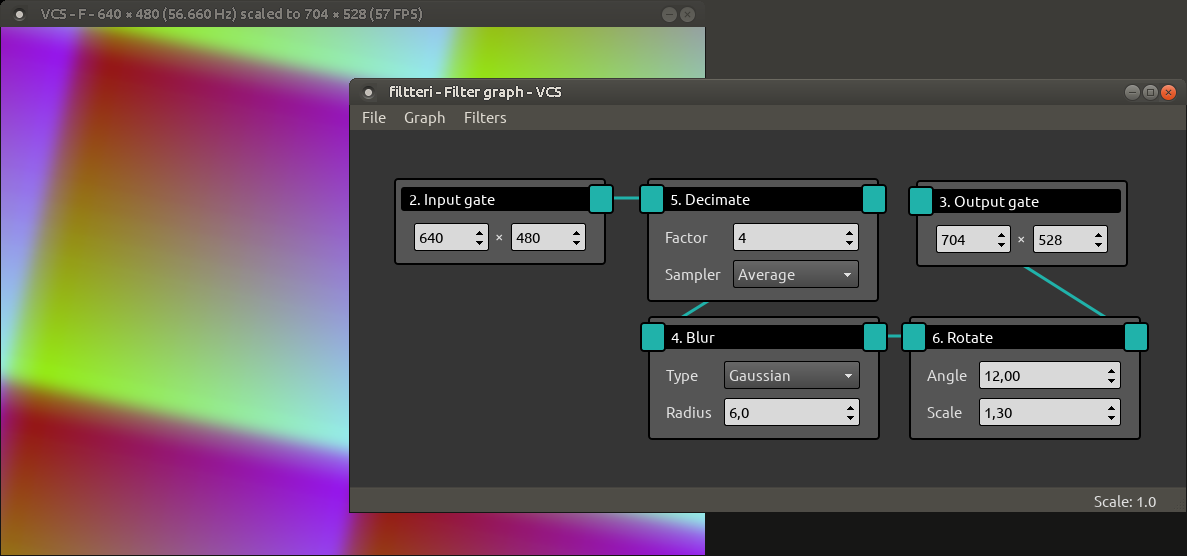 VCS - F - 640 × 480 (56.660 Hz) scaled to 704 × 528 (57 FPS)
filtteri - Filter graph - VCS
File Graph Filters
2. Input gate
640 × 480
5. Decimate
Factor 4
Sampler Average
3. Output gate
704 × 528
4. Blur
Type Gaussian
Radius 6,0
6. Rotate
Angle 12,00
Scale 1,30
Scale: 1.0